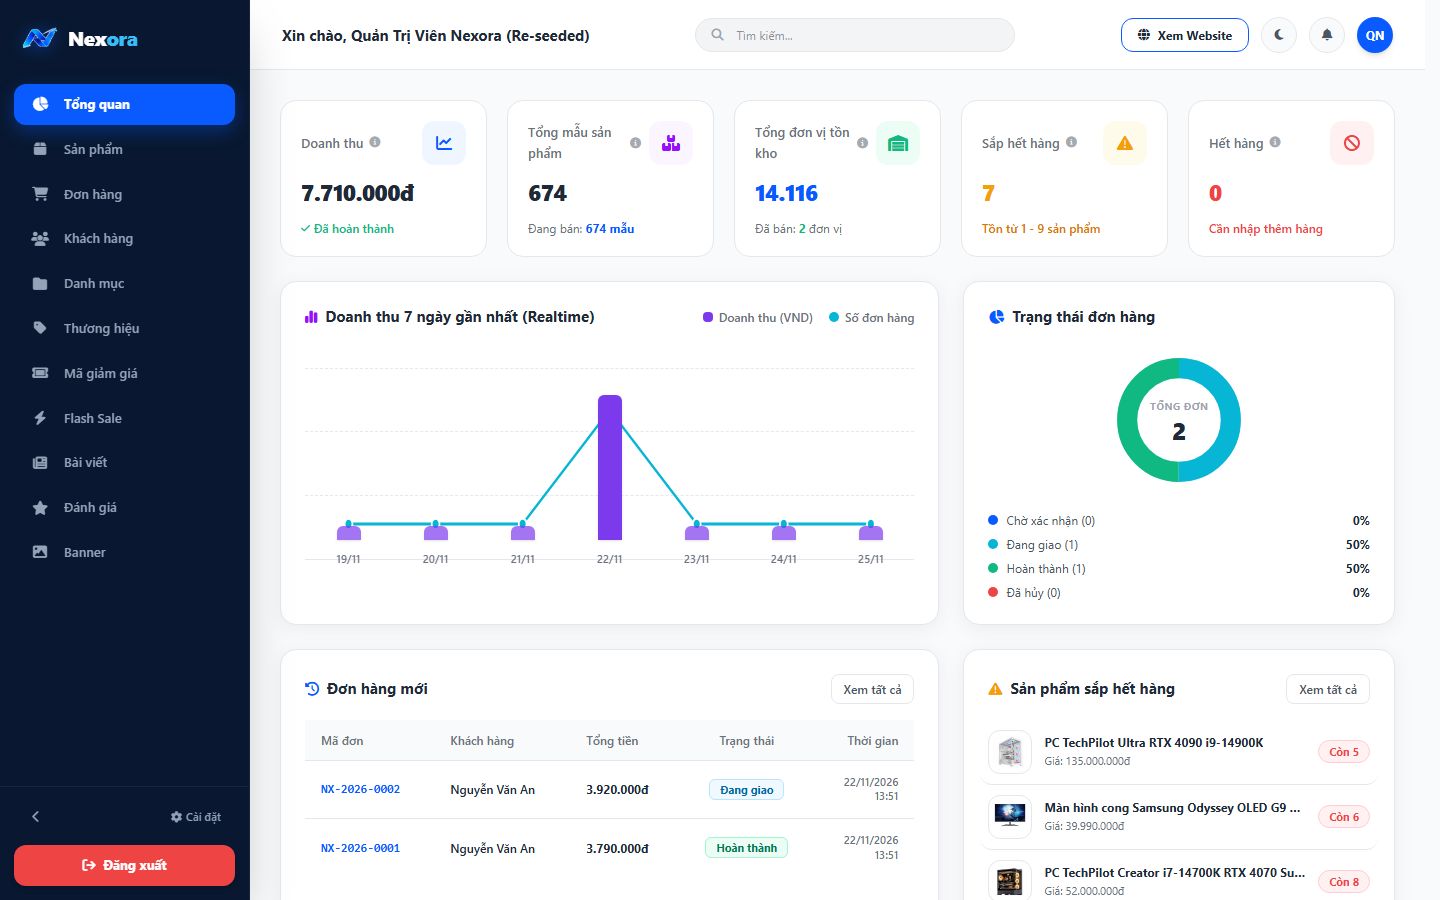 Nexora
Tổng quan
Sản phẩm
Đơn hàng
Khách hàng
Danh mục
Thương hiệu
Mã giảm giá
Flash Sale
Bài viết
Đánh giá
Banner
Cài đặt
Đăng xuất
Xin chào, Quản Trị Viên Nexora (Re-seeded)
Tìm kiếm...
Xem Website
QN
Doanh thu
7.710.000đ
Đã hoàn thành
Tổng mẫu sản
phẩm
674
Đang bán: 674 mẫu
Tổng đơn vị tồn
kho
14.116
Đã bán: 2 đơn vị
Sắp hết hàng
7
Tồn từ 1 - 9 sản phẩm
Hết hàng
0
Cần nhập thêm hàng
Doanh thu 7 ngày gần nhất (Realtime)
Doanh thu (VND)
Số đơn hàng
19/11
20/11
21/11
22/11
23/11
24/11
25/11
Trạng thái đơn hàng
TỔNG ĐƠN
2
Chờ xác nhận (0) 0%
Đang giao (1) 50%
Hoàn thành (1) 50%
Đã hủy (0) 0%
Đơn hàng mới
Xem tất cả
Mã đơn Khách hàng Tổng tiền Trạng thái Thời gian
NX-2026-0002 Nguyễn Văn An 3.920.000đ Đang giao 22/11/2026
13:51
NX-2026-0001 Nguyễn Văn An 3.790.000đ Hoàn thành 22/11/2026
13:51
Sản phẩm sắp hết hàng
Xem tất cả
PC TechPilot Ultra RTX 4090 i9-14900K
Giá: 135.000.000đ
Còn 5
Màn hình cong Samsung Odyssey OLED G9 ...
Giá: 39.990.000đ
Còn 6
PC TechPilot Creator i7-14700K RTX 4070 Su...
Giá: 52.000.000đ
Còn 8